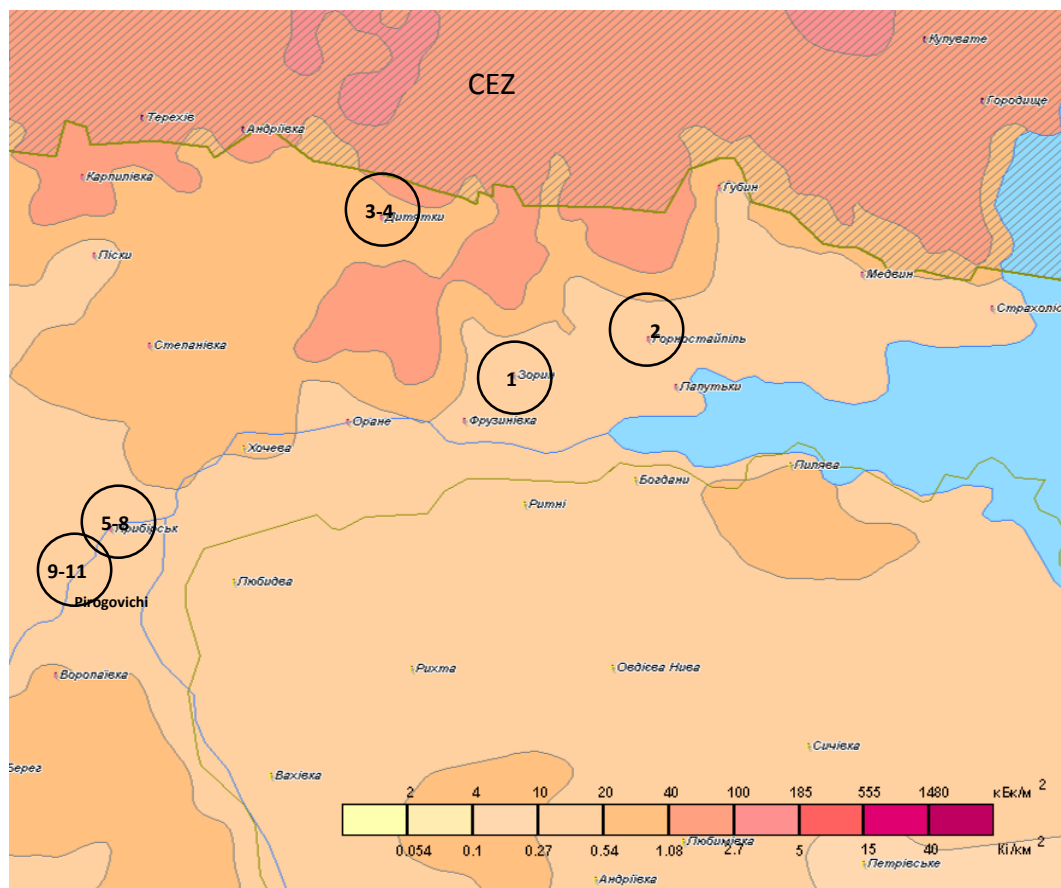 Купувате
CEZ
Городище
Терехів
Андріївка
Карпилівка
Губин
3-4
Дитятки
Ліски
Медвин
Страхоліс
2
Горностайпіль
Степанівка
1
Зорин
Лапутьки
Оране
Фрузинівка
Хочева
Пилява
Богдани
Ритні
5-8
Прибірськ
9-11
Любидва
Pirogovichi
Рихта
Овдієва Нива
Воропаївка
Сичівка
Берег
Вахівка
2 4 10 20 40 100 185 555 1480 кБк/м 2
0.054 0.1 0.27 0.54 1.08 2.7 5 15 40 Кі/км 2
Любимівка
Петрівське
Андріївка